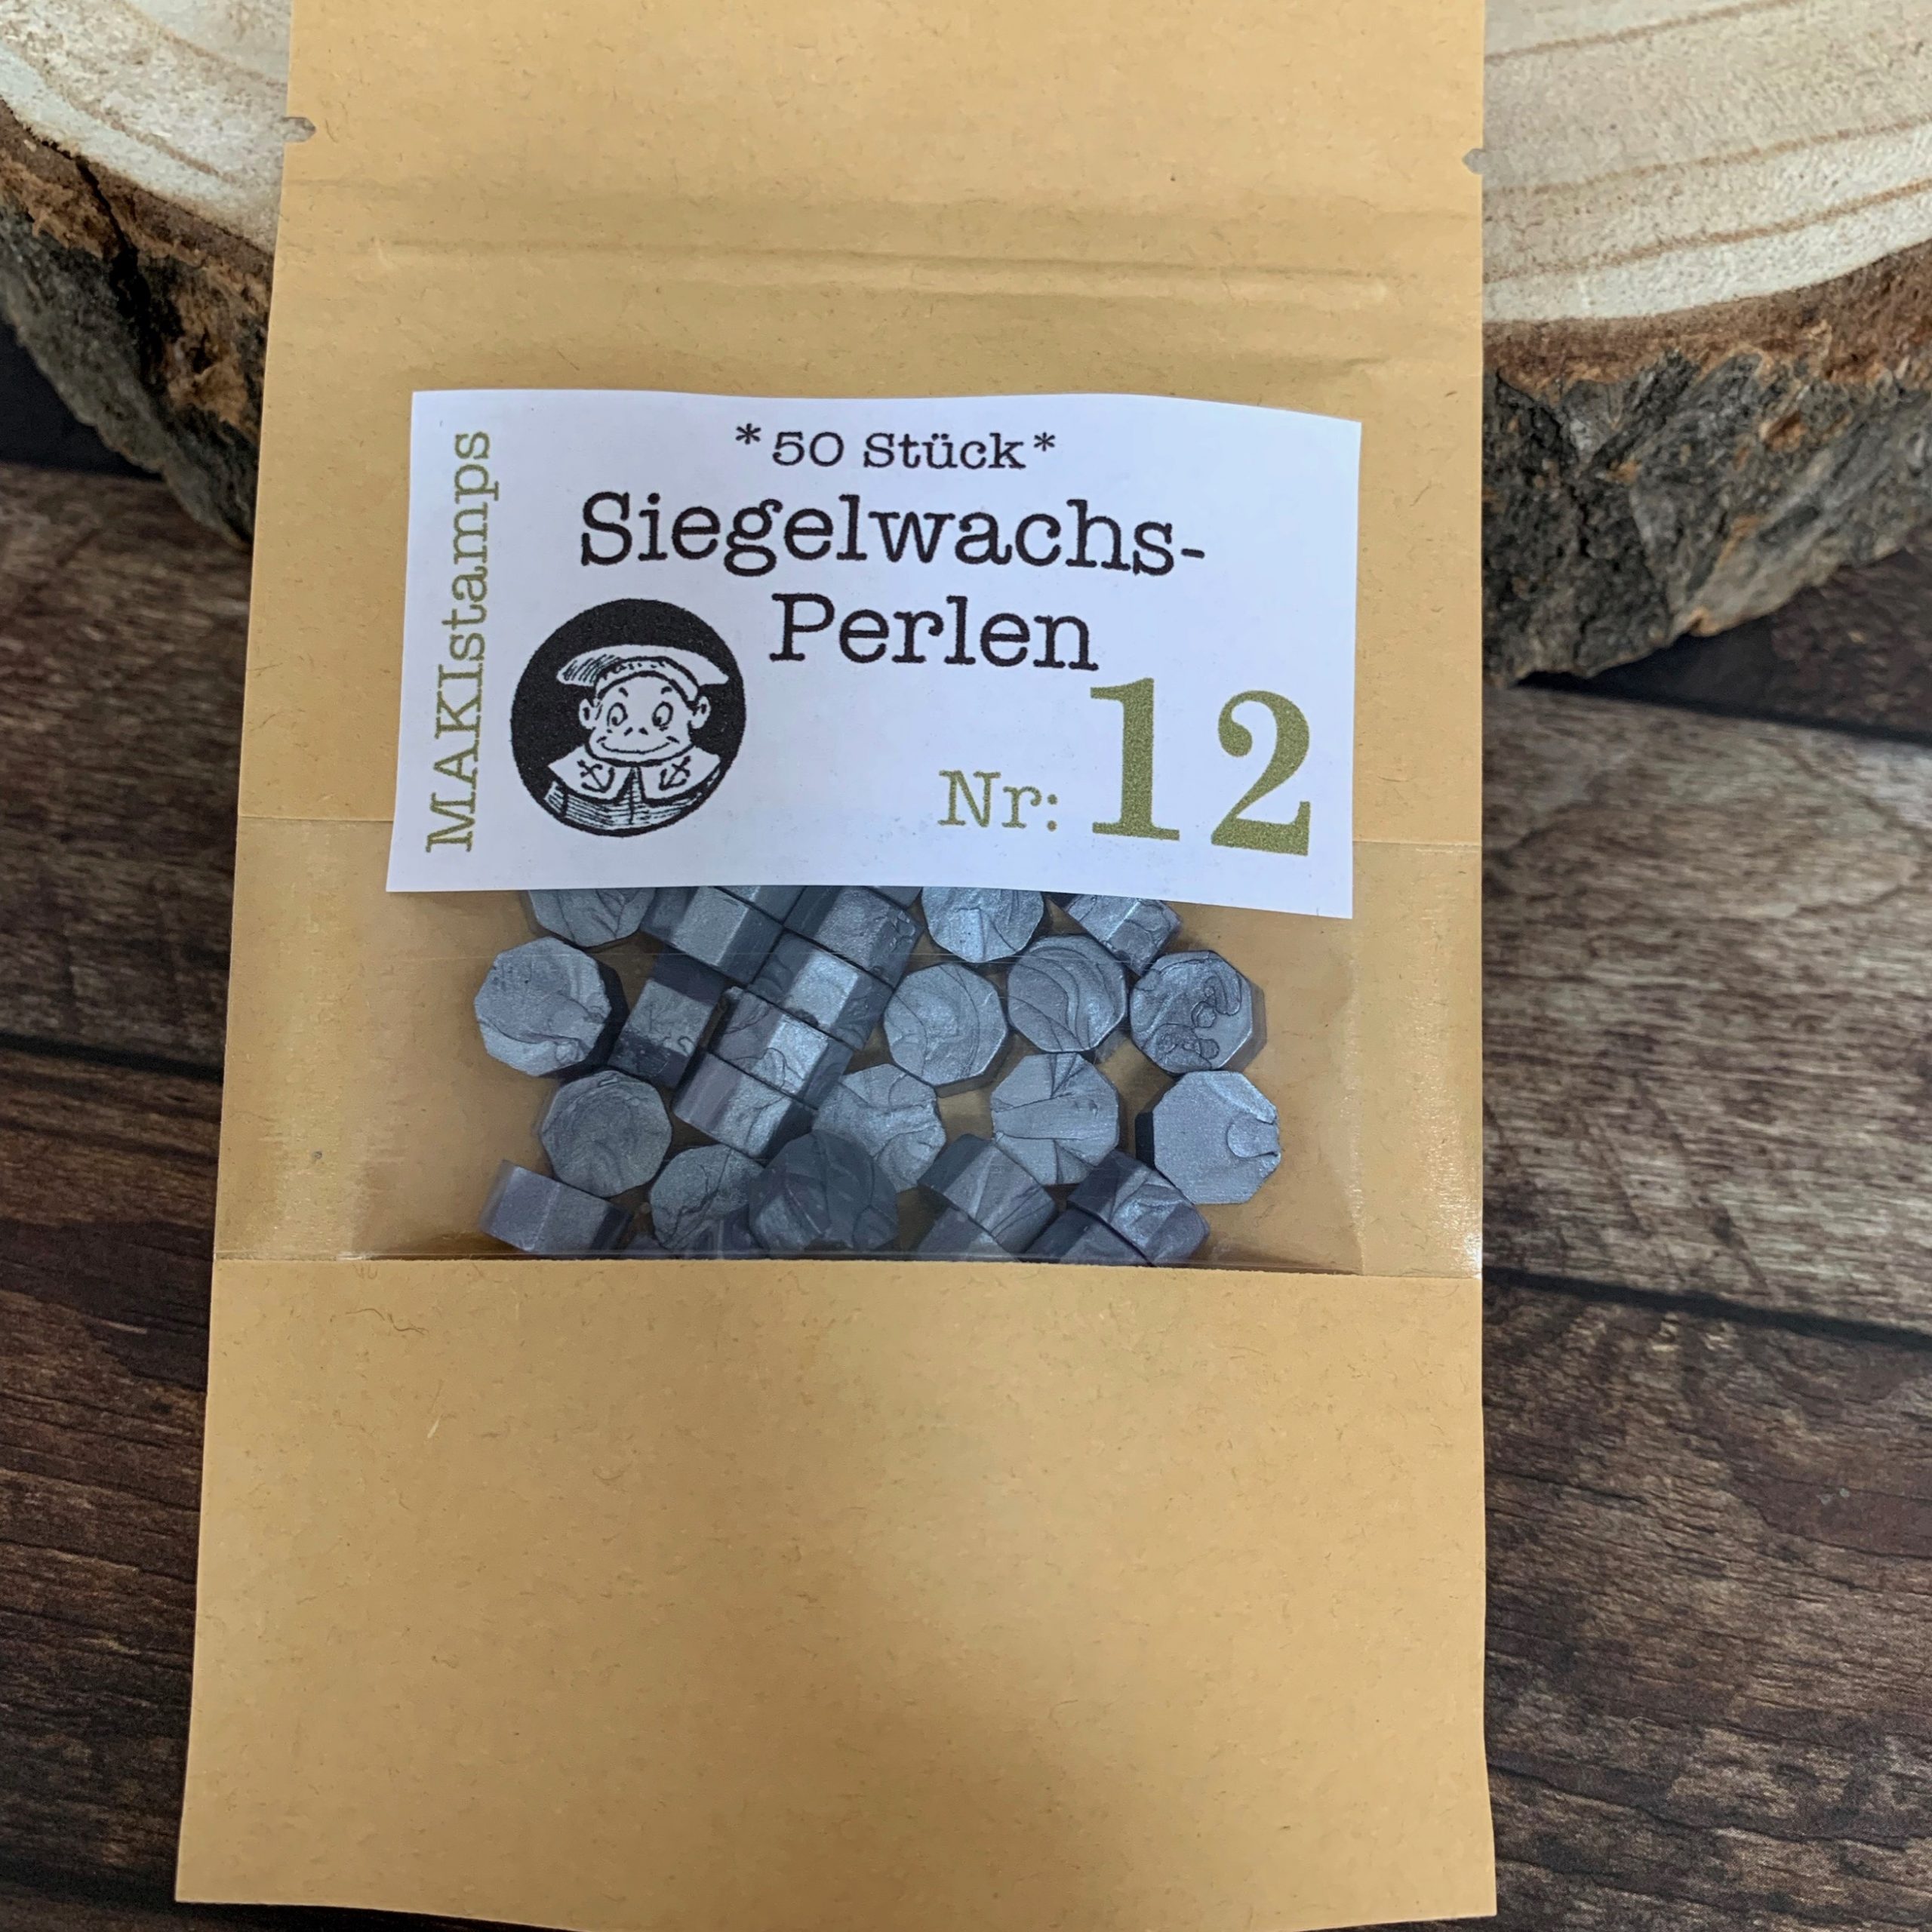 *50 Stück*
Siegelwachs-
Perlen
Nr: 12
MAKIstamps